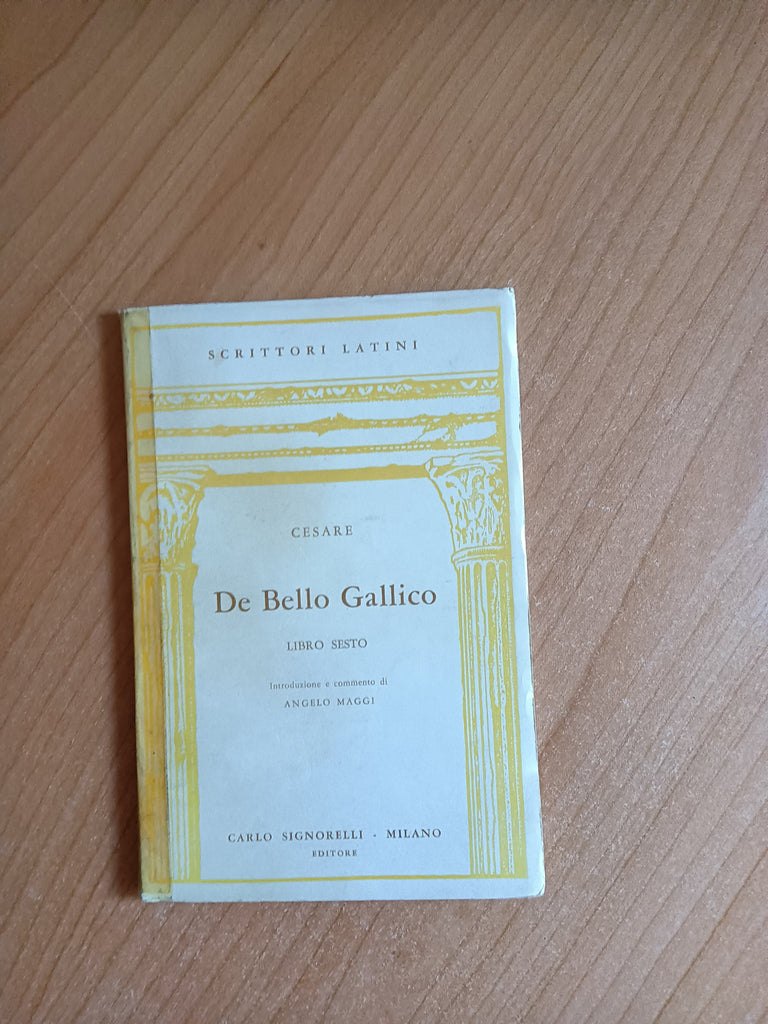 SCRITTORI LATINI
CESARE
De Bello Gallico
LIBRO SESTO
Introduzione e commento di
ANGELO MAGGI
CARLO SIGNORELLI - MILANO
EDITORE